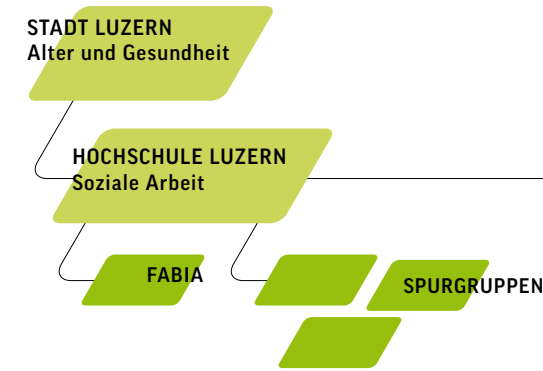 STADT LUZERN
Alter und Gesundheit
HOCHSCHULE LUZERN
Soziale Arbeit
FABIA
SPURGRUPPEN